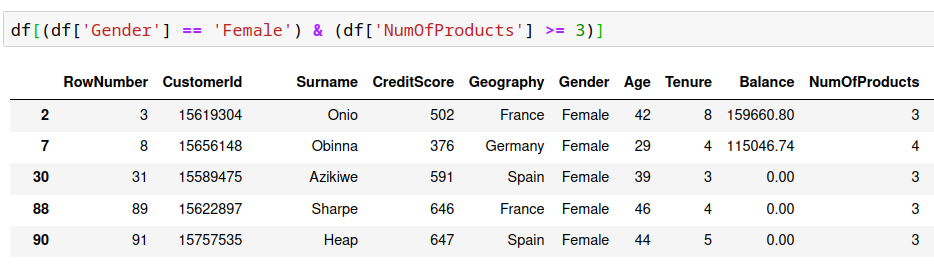 df[(df['Gender'] == 'Female') & (df['NumOfProducts'] >= 3)]
RowNumber CustomerId Surname CreditScore Geography Gender Age Tenure Balance NumOfProducts
2 3 15619304 Onio 502 France Female 42 8 159660.80 3
7 8 15656148 Obinna 376 Germany Female 29 4 115046.74 4
30 31 15589475 Azikiwe 591 Spain Female 39 3 0.00 3
88 89 15622897 Sharpe 646 France Female 46 4 0.00 3
90 91 15757535 Heap 647 Spain Female 44 5 0.00 3